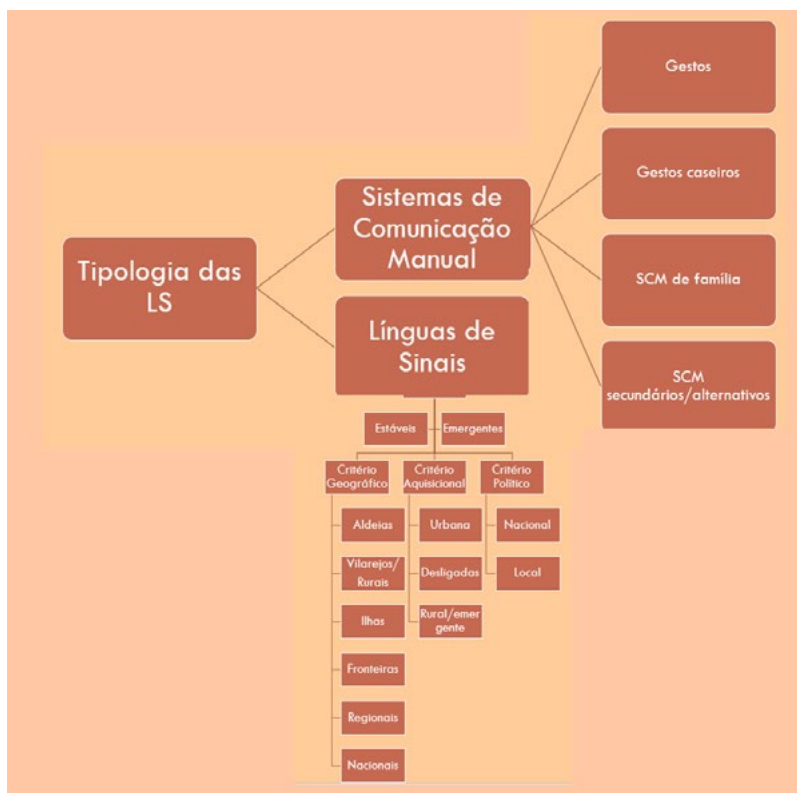 Tipologia das
LS
Sistemas de
Comunicação
Manual
Gestos
Gestos caseiros
SCM de família
SCM
secundários/alternativos
Línguas de
Sinais
Estáveis
Emergentes
Critério
Geográfico
Aldeias
Vilarejos/
Rurais
Ilhas
Fronteiras
Regionais
Nacionais
Critério
Aquisicional
Urbana
Desligadas
Rural/emer
gente
Critério
Político
Nacional
Local